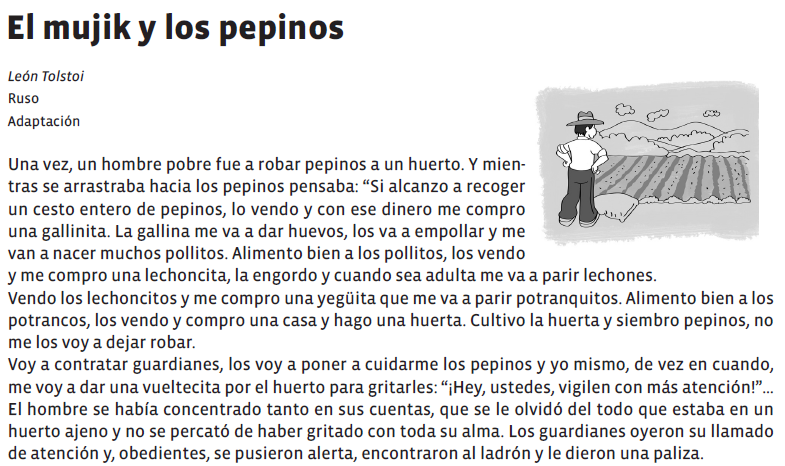 El mujik y los pepinos
León Tolstoi
Ruso
Adaptación
Una vez, un hombre pobre fue a robar pepinos a un huerto. Y mien-
tras se arrastraba hacia los pepinos pensaba: “Si alcanzo a recoger
un cesto entero de pepinos, lo vendo y con ese dinero me compro
una gallinita. La gallina me va a dar huevos, los va a empollar y me
van a nacer muchos pollitos. Alimento bien a los pollitos, los vendo
y me compro una lechoncita, la engordo y cuando sea adulta me va a parir lechones.
Vendo los lechoncitos y me compro una yegüita que me va a parir potranquitos. Alimento bien a los
potrancos, los vendo y compro una casa y hago una huerta. Cultivo la huerta y siembro pepinos, no
me los voy a dejar robar.
Voy a contratar guardianes, los voy a poner a cuidarme los pepinos y yo mismo, de vez en cuando,
me voy a dar una vueltecita por el huerto para gritarles: “¡Hey, ustedes, vigilen con más atención!”...
El hombre se había concentrado tanto en sus cuentas, que se le olvidó del todo que estaba en un
huerto ajeno y no se percató de haber gritado con toda su alma. Los guardianes oyeron su llamado
de atención y, obedientes, se pusieron alerta, encontraron al ladrón y le dieron una paliza.